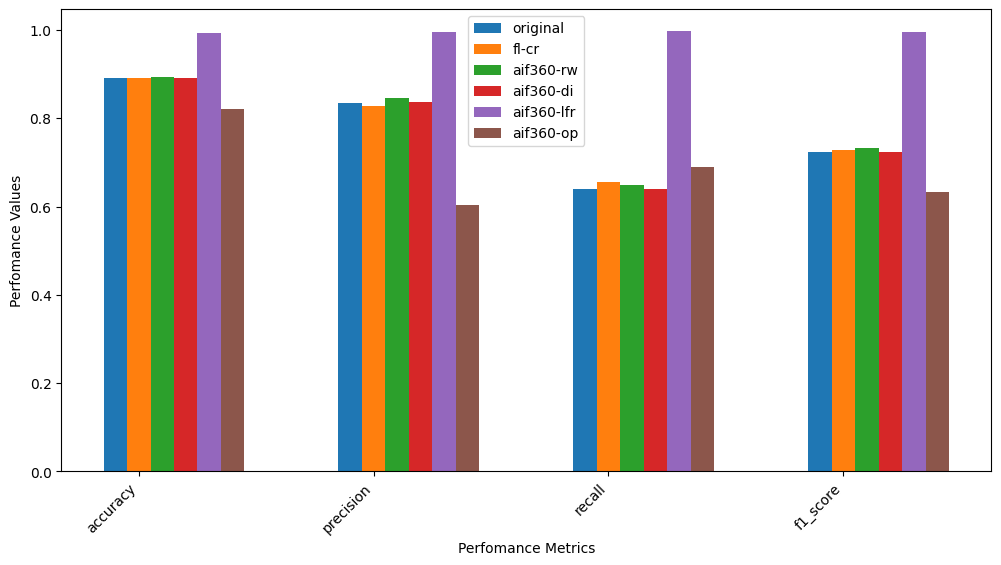 original
fl-cr
aif360-rw
aif360-di
aif360-lfr
aif360-op
Perfomance Values
1.0
0.8
0.6
0.4
0.2
0.0
accuracy
precision
recall
f1_score
Perfomance Metrics